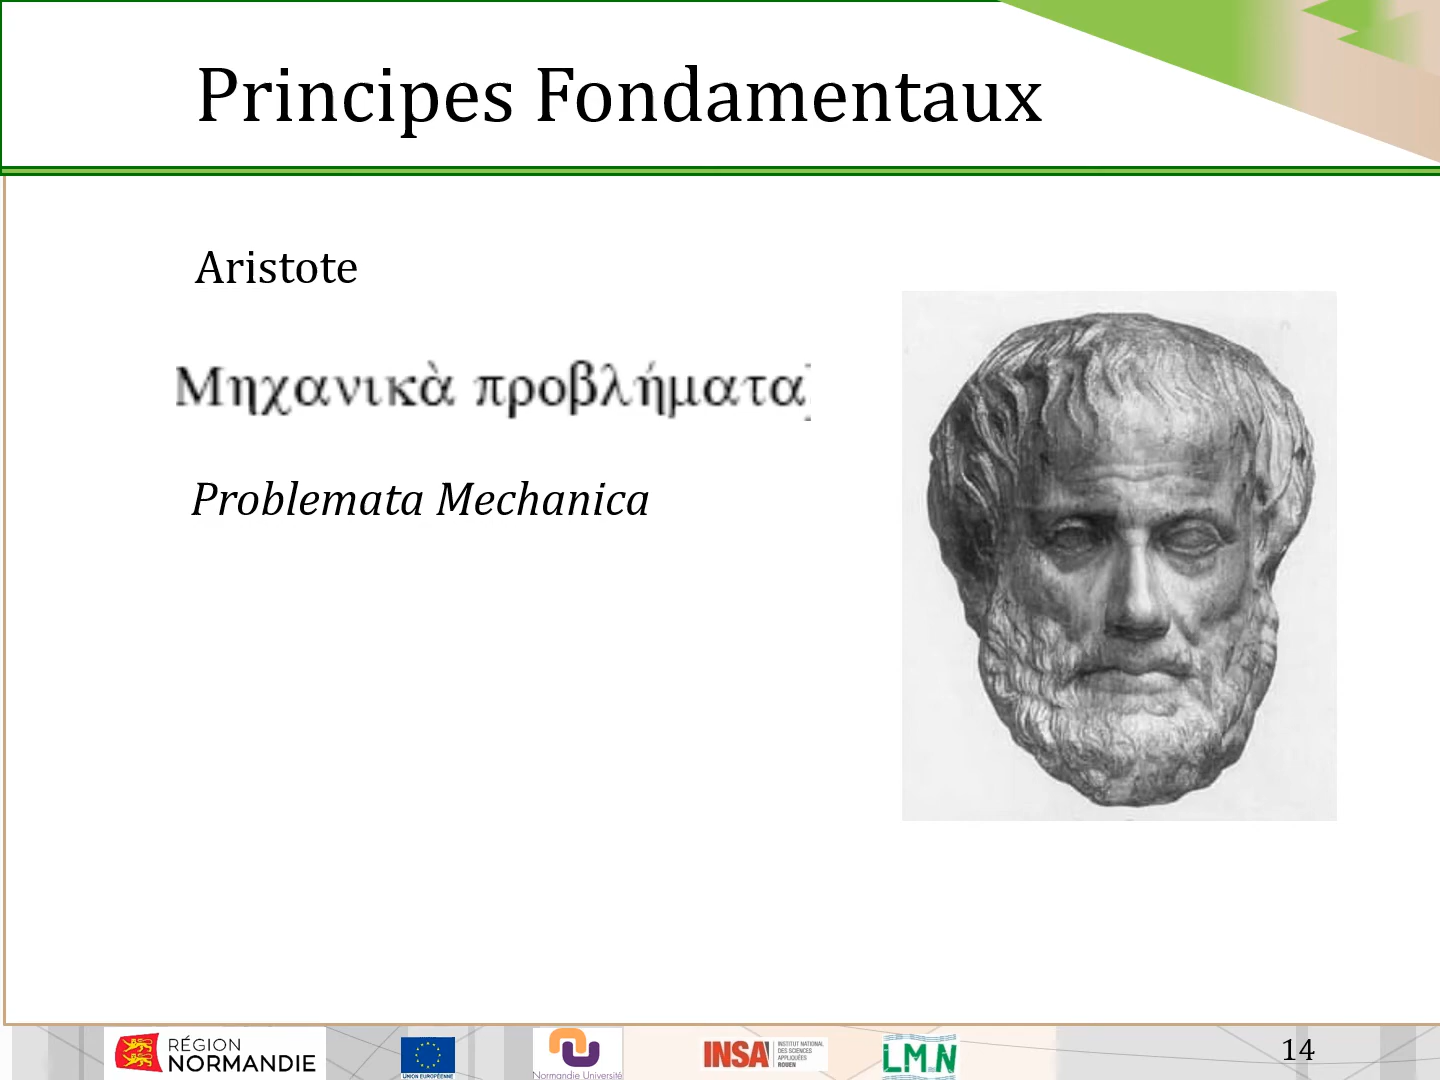 Principes Fondamentaux
Aristote
Μηχανικὰ προβλήματα
Problemata Mechanica
RÉGION
NORMANDIE
UNION EUROPÉENNE
Normandie Université
INSA
INSTITUT NATIONAL
DES SCIENCES
APPLIQUÉES
ROUEN
LMN
14